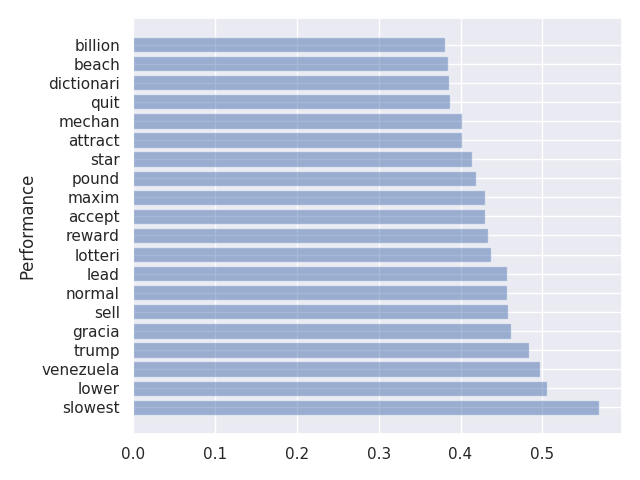 Performance
billion
beach
dictionari
quit
mechan
attract
star
pound
maxim
accept
reward
lotteri
lead
normal
sell
gracia
trump
venezuela
lower
slowest
0.0 0.1 0.2 0.3 0.4 0.5